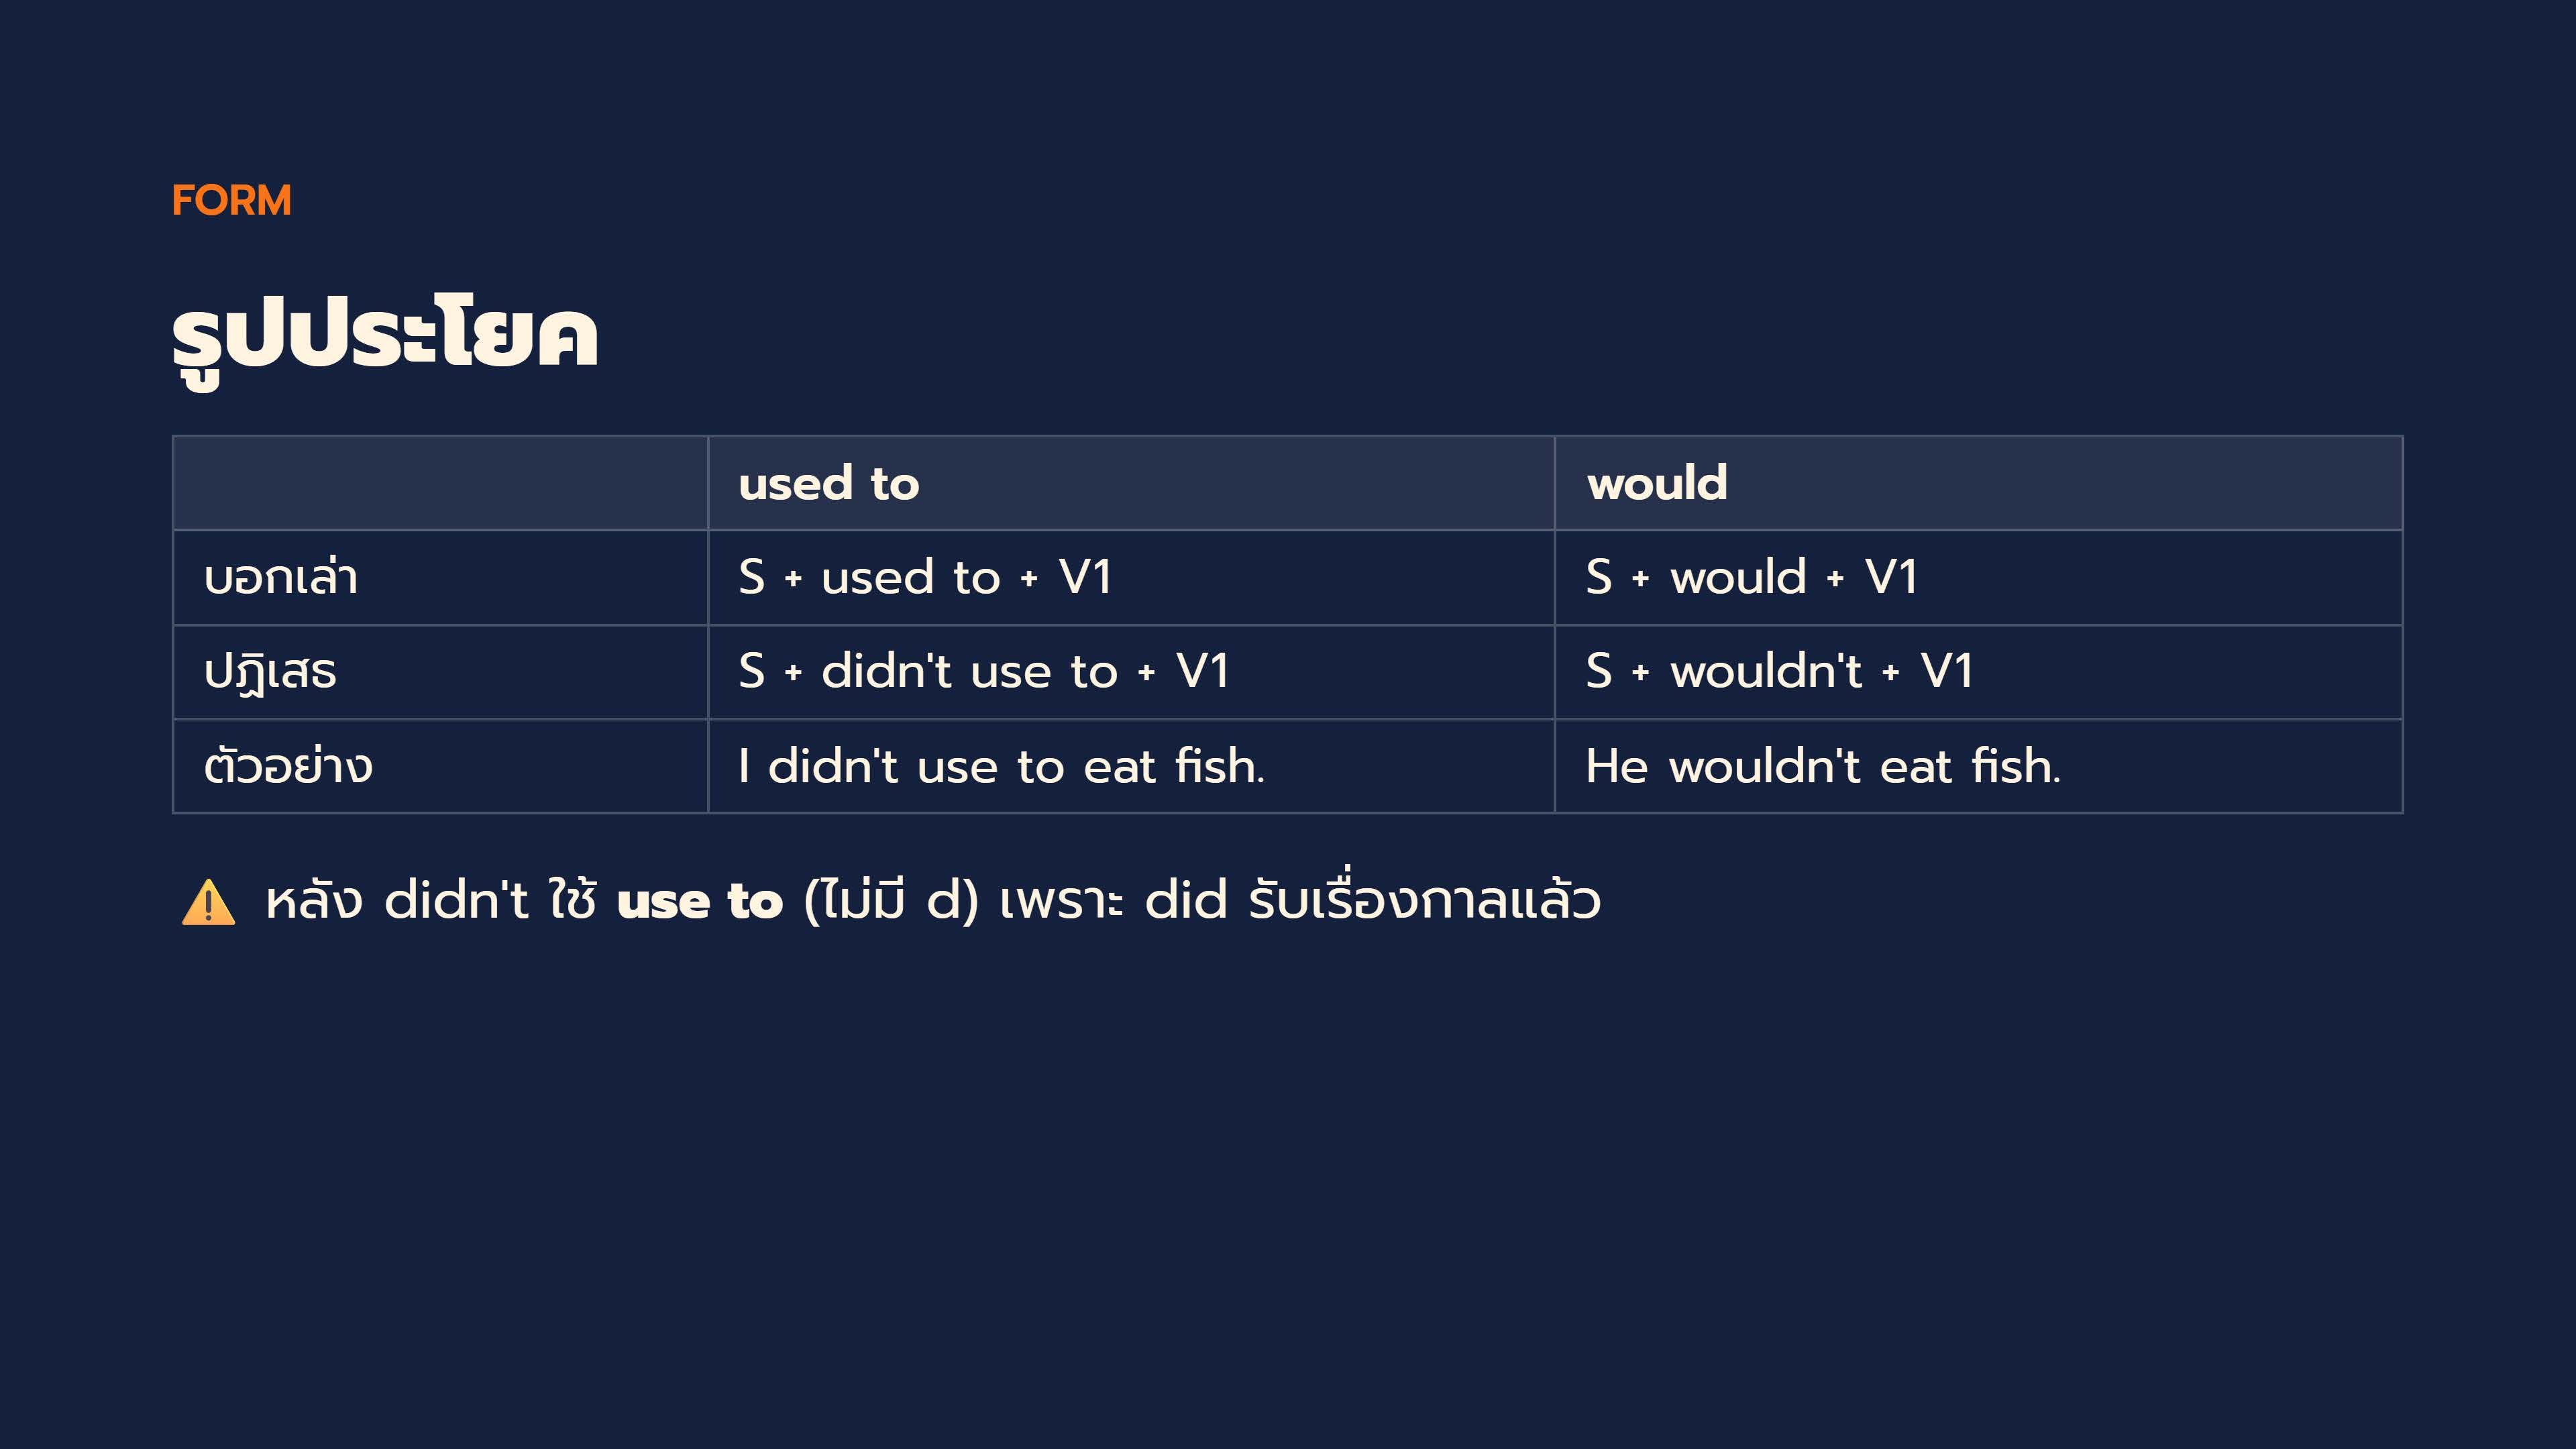 FORM
รูปประโยค
used to would
บอกเล่า S + used to + V1 S + would + V1
ปฏิเสธ S + didn't use to + V1 S + wouldn't + V1
ตัวอย่าง I didn't use to eat fish. He wouldn't eat fish.
⚠️ หลัง didn't ใช้ use to (ไม่มี d) เพราะ did รับเรื่องกาลแล้ว